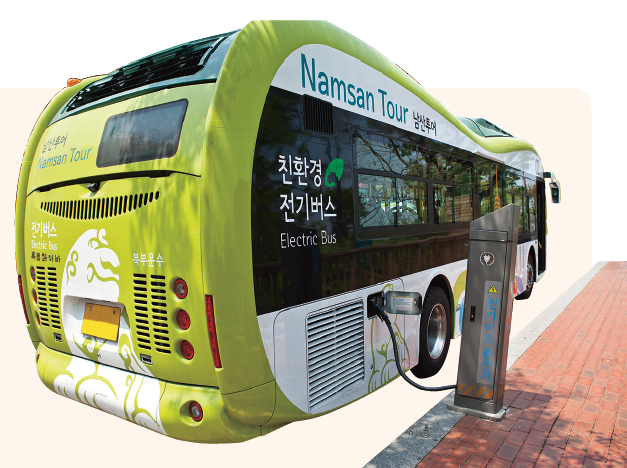 Namsan Tour 남산투어
친환경
전기버스
Electric Bus
남산투어
Namsan Tour
전기버스
Electric Bus
북부운수